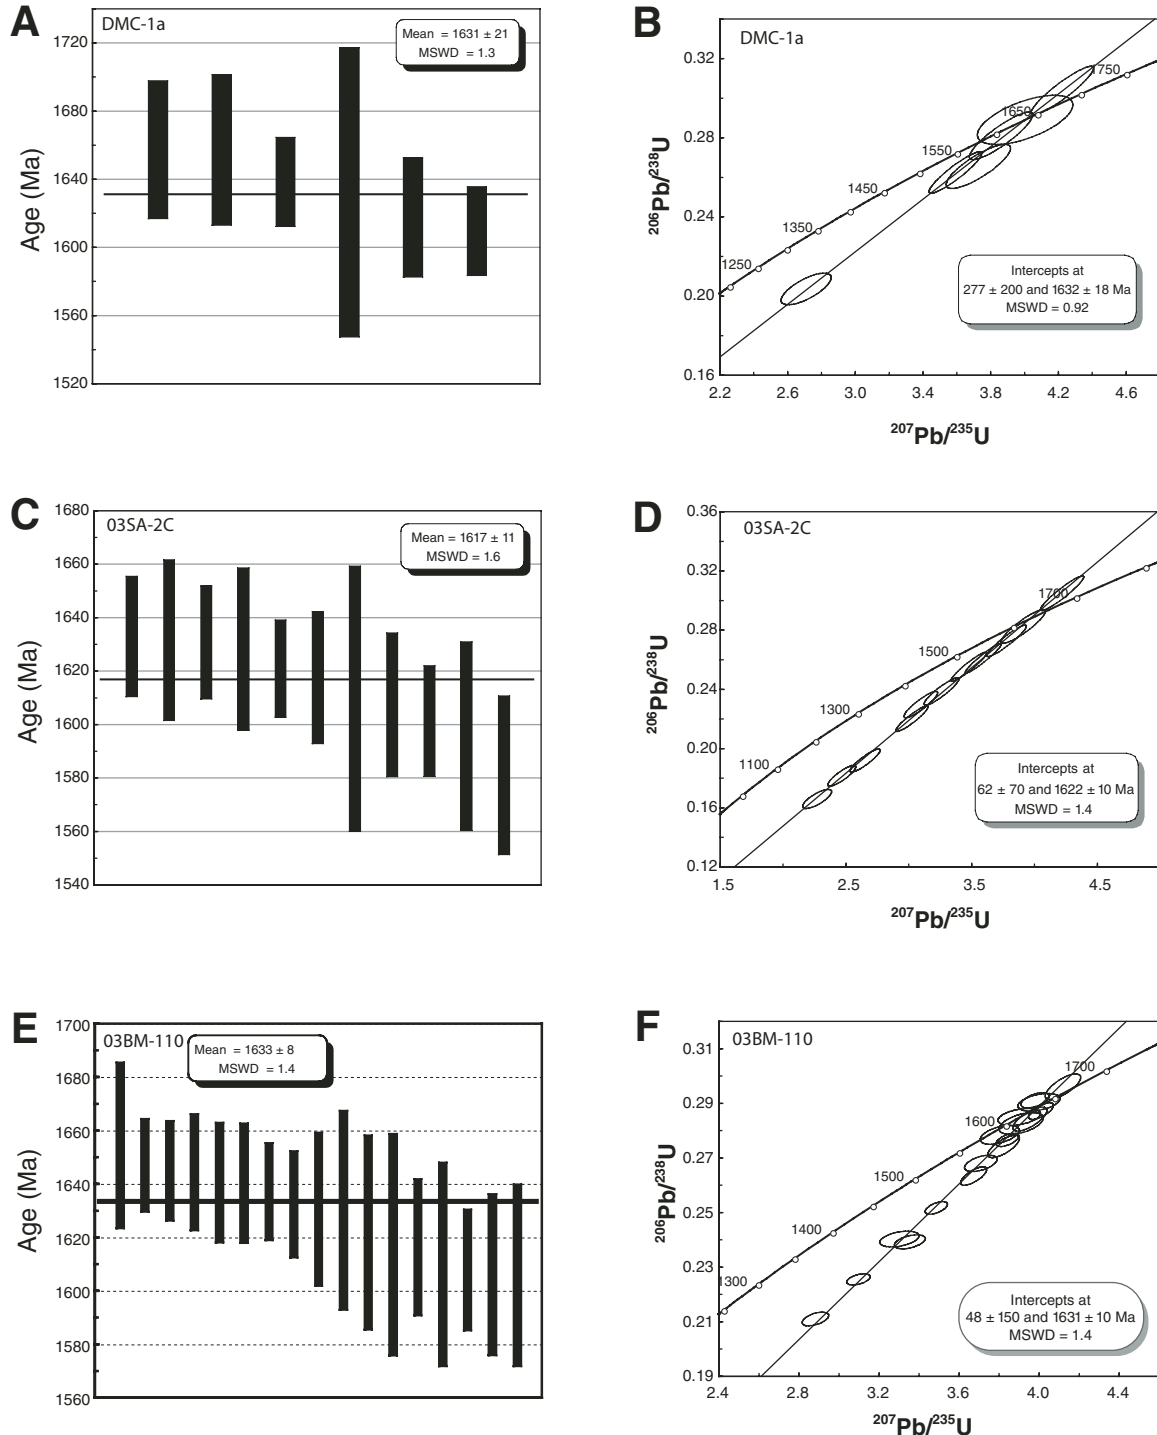 A
DMC-1a
Mean = 1631 ± 21
MSWD = 1.3
1720
1680
1640
1600
1560
1520
Age (Ma)
B
DMC-1a
1750
1650
1550
1450
1350
1250
0.32
0.28
0.24
0.20
0.16
206Pb/238U
Intercepts at
277 ± 200 and 1632 ± 18 Ma
MSWD = 0.92
2.2 2.6 3.0 3.4 3.8 4.2 4.6
207Pb/235U
C
03SA-2C
Mean = 1617 ± 11
MSWD = 1.6
1680
1660
1640
1620
1600
1580
1560
1540
Age (Ma)
D
03SA-2C
1700
1500
1300
1100
0.36
0.32
0.28
0.24
0.20
0.16
0.12
206Pb/238U
Intercepts at
62 ± 70 and 1622 ± 10 Ma
MSWD = 1.4
1.5 2.5 3.5 4.5
207Pb/235U
E
03BM-110
Mean = 1633 ± 8
MSWD = 1.4
1700
1680
1660
1640
1620
1600
1580
1560
Age (Ma)
F
03BM-110
1700
1600
1500
1400
1300
0.31
0.29
0.27
0.25
0.23
0.21
0.19
206Pb/238U
Intercepts at
48 ± 150 and 1631 ± 10 Ma
MSWD = 1.4
2.4 2.8 3.2 3.6 4.0 4.4
207Pb/235U